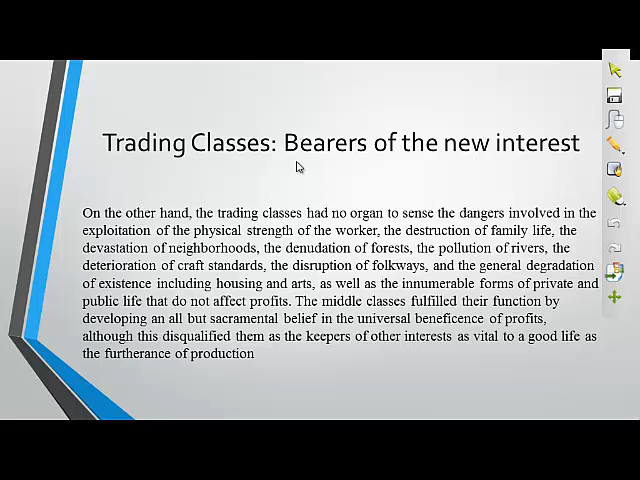 Trading Classes: Bearers of the new interest
On the other hand, the trading classes had no organ to sense the dangers involved in the
exploitation of the physical strength of the worker, the destruction of family life, the
devastation of neighborhoods, the denudation of forests, the pollution of rivers, the
deterioration of craft standards, the disruption of folkways, and the general degradation
of existence including housing and arts, as well as the innumerable forms of private and
public life that do not affect profits. The middle classes fulfilled their function by
developing an all but sacramental belief in the universal beneficence of profits,
although this disqualified them as the keepers of other interests as vital to a good life as
the furtherance of production